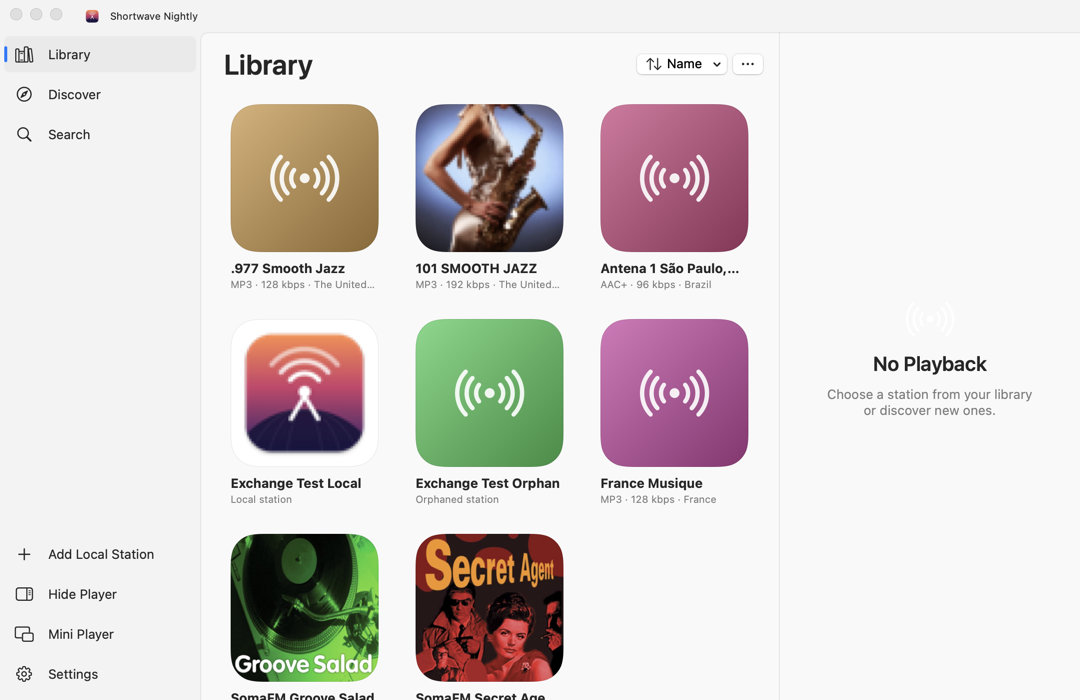 Shortwave Nightly
Library
Discover
Search
Add Local Station
Hide Player
Mini Player
Settings
Library
Name
.977 Smooth Jazz
MP3 · 128 kbps · The United...
101 SMOOTH JAZZ
MP3 · 192 kbps · The United...
Antena 1 São Paulo,...
AAC+ · 96 kbps · Brazil
Exchange Test Local
Local station
Exchange Test Orphan
Orphaned station
France Musique
MP3 · 128 kbps · France
Groove Salad
SomaFM Groove Salad
Secret Agent
SomaFM Secret Age
No Playback
Choose a station from your library
or discover new ones.